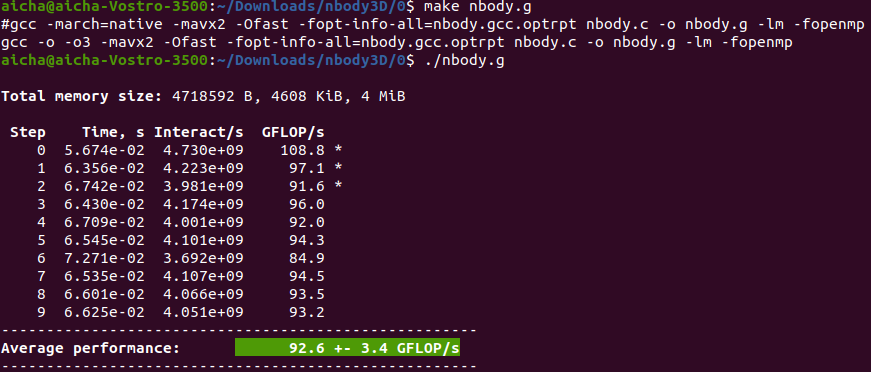 aicha@aicha-Vostro-3500:~/Downloads/nbody3D/0$ make nbody.g
#gcc -march=native -mavx2 -Ofast -fopt-info-all=nbody.gcc.optrpt nbody.c -o nbody.g -lm -fopenmp
gcc -o -o3 -mavx2 -Ofast -fopt-info-all=nbody.gcc.optrpt nbody.c -o nbody.g -lm -fopenmp
aicha@aicha-Vostro-3500:~/Downloads/nbody3D/0$ ./nbody.g
Total memory size: 4718592 B, 4608 KiB, 4 MiB
Step Time, s Interact/s GFLOP/s
0 5.674e-02 4.730e+09 108.8 *
1 6.356e-02 4.223e+09 97.1 *
2 6.742e-02 3.981e+09 91.6 *
3 6.430e-02 4.174e+09 96.0
4 6.709e-02 4.001e+09 92.0
5 6.545e-02 4.101e+09 94.3
6 7.271e-02 3.692e+09 84.9
7 6.535e-02 4.107e+09 94.5
8 6.601e-02 4.066e+09 93.5
9 6.625e-02 4.051e+09 93.2
-----------------------------------------------------
Average performance: 92.6 +- 3.4 GFLOP/s
-----------------------------------------------------